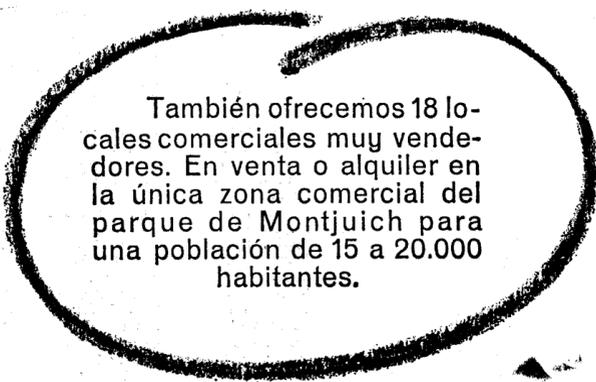 También ofrecemos 18 lo-
cales comerciales muy vende-
dores. En venta o alquiler en
la única zona comercial del
parque de Montjuich para
una población de 15 a 20.000
habitantes.